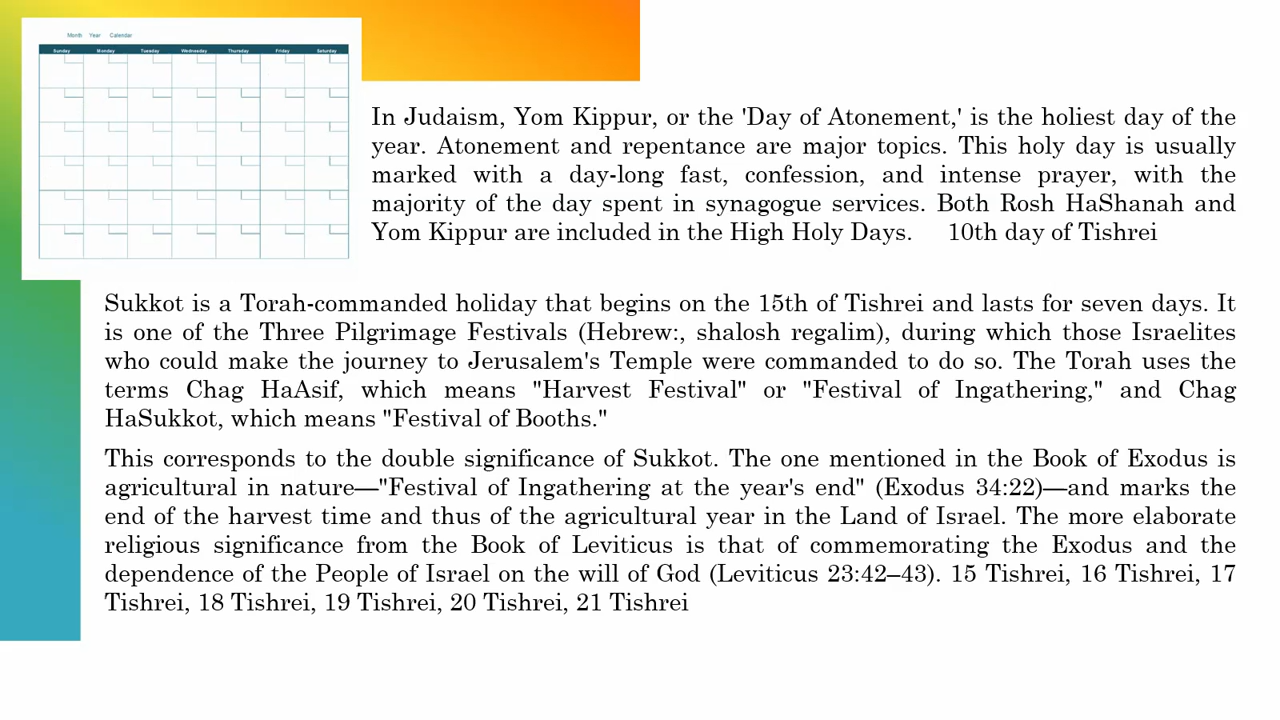 Month Year Calendar
Sunday Monday Tuesday Wednesday Thursday Friday Saturday
In Judaism, Yom Kippur, or the 'Day of Atonement,' is the holiest day of the
year. Atonement and repentance are major topics. This holy day is usually
marked with a day-long fast, confession, and intense prayer, with the
majority of the day spent in synagogue services. Both Rosh HaShanah and
Yom Kippur are included in the High Holy Days. 10th day of Tishrei
Sukkot is a Torah-commanded holiday that begins on the 15th of Tishrei and lasts for seven days. It
is one of the Three Pilgrimage Festivals (Hebrew:, shalosh regalim), during which those Israelites
who could make the journey to Jerusalem's Temple were commanded to do so. The Torah uses the
terms Chag HaAsif, which means "Harvest Festival" or "Festival of Ingathering," and Chag
HaSukkot, which means "Festival of Booths."
This corresponds to the double significance of Sukkot. The one mentioned in the Book of Exodus is
agricultural in nature—"Festival of Ingathering at the year's end" (Exodus 34:22)—and marks the
end of the harvest time and thus of the agricultural year in the Land of Israel. The more elaborate
religious significance from the Book of Leviticus is that of commemorating the Exodus and the
dependence of the People of Israel on the will of God (Leviticus 23:42–43). 15 Tishrei, 16 Tishrei, 17
Tishrei, 18 Tishrei, 19 Tishrei, 20 Tishrei, 21 Tishrei